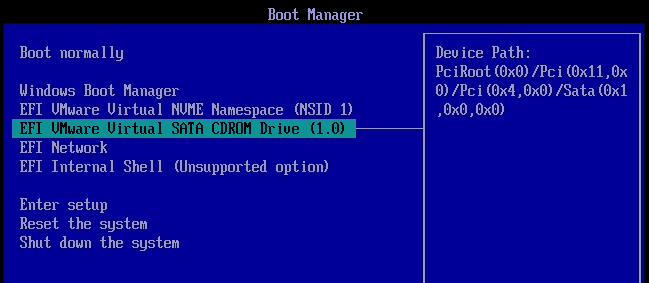 Boot Manager
Boot normally
Windows Boot Manager
EFI VMware Virtual NVME Namespace (NSID 1)
EFI VMware Virtual SATA CDROM Drive (1.0)
EFI Network
EFI Internal Shell (Unsupported option)
Enter setup
Reset the system
Shut down the system
Device Path:
PciRoot(0x0)/Pci(0x11,0x
0)/Pci(0x4,0x0)/Sata(0x1
,0x0,0x0)